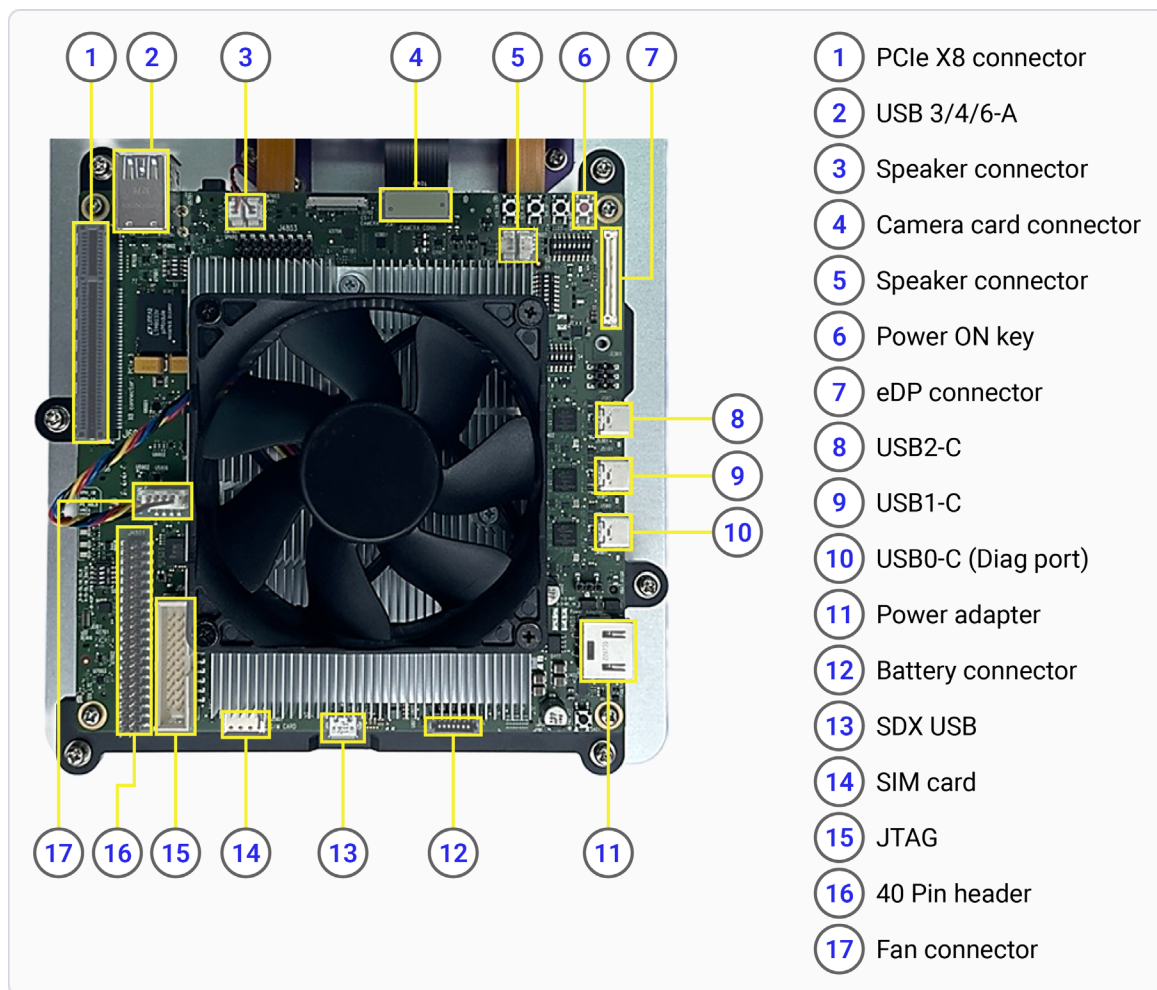 1
2
3
4
5
6
7
1 PCIe X8 connector
2 USB 3/4/6-A
3 Speaker connector
4 Camera card connector
5 Speaker connector
6 Power ON key
7 eDP connector
8 USB2-C
9 USB1-C
10 USB0-C (Diag port)
11 Power adapter
12 Battery connector
13 SDX USB
14 SIM card
15 JTAG
16 40 Pin header
17 Fan connector
J4803
8
9
10
CARD
17
16
15
14
13
12
11